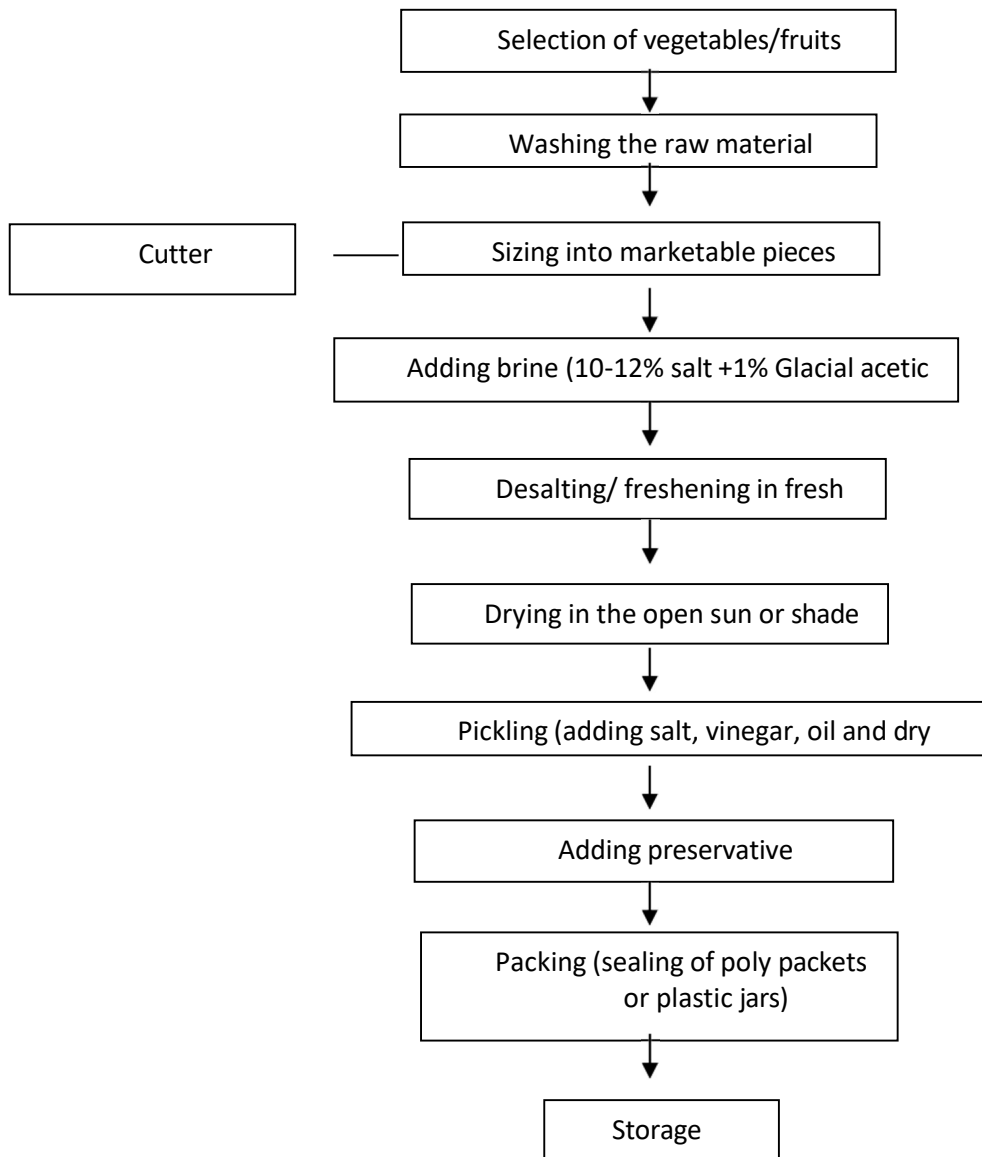 Selection of vegetables/fruits
Washing the raw material
Cutter
Sizing into marketable pieces
Adding brine (10-12% salt +1% Glacial acetic
Desalting/ freshening in fresh
Drying in the open sun or shade
Pickling (adding salt, vinegar, oil and dry
Adding preservative
Packing (sealing of poly packets
or plastic jars)
Storage